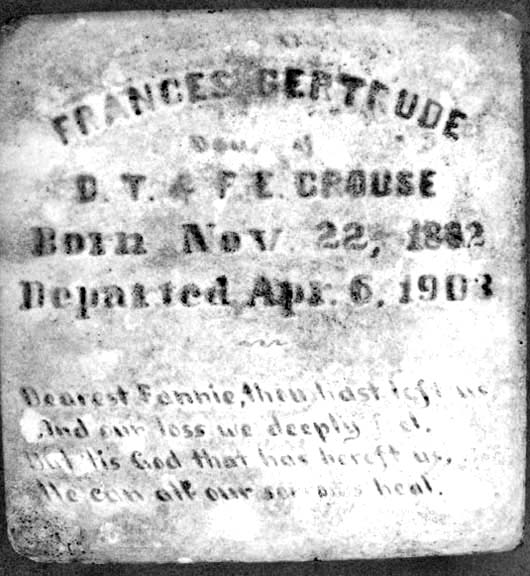 FRANCES GERTRUDE
Dau. of
D. T. & F. E. CROUSE
Born Nov. 22, 1882
Departed Apr. 6, 1903
Dearest Fennie, thou hast left us
And our loss we deeply feel.
But 'tis God that has bereft us,
He can all our sorrows heal.